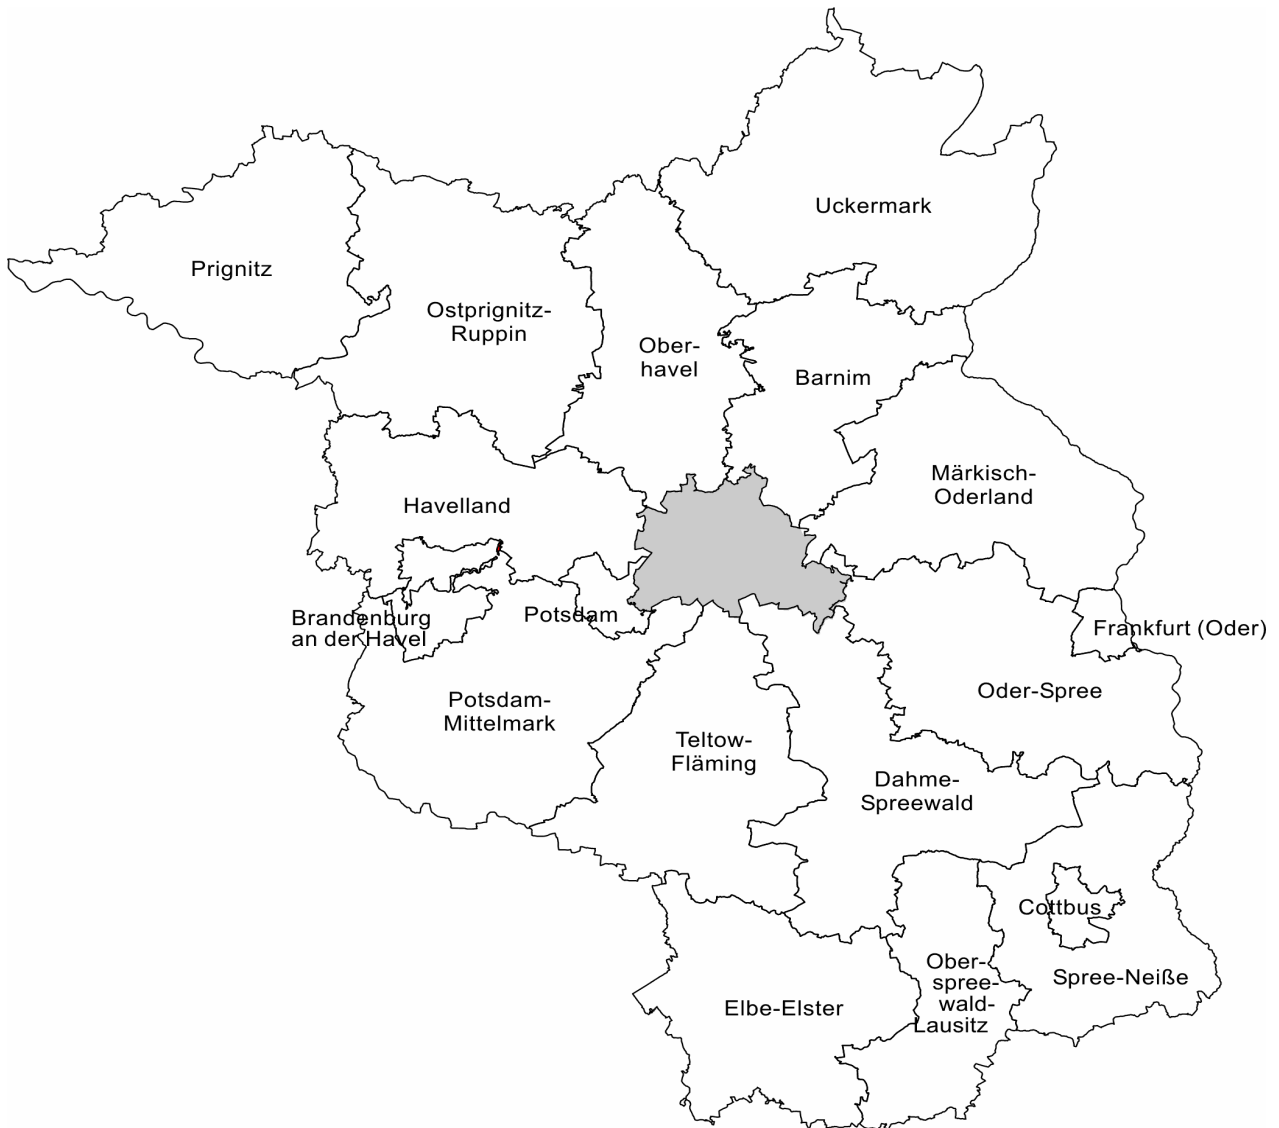 Uckermark
Prignitz
Ostprignitz-
Ruppin
Ober-
havel
Barnim
Märkisch-
Oderland
Havelland
Brandenburg
an der Havel
Potsdam
Frankfurt (Oder)
Potsdam-
Mittelmark
Oder-Spree
Teltow-
Fläming
Dahme-
Spreewald
Cottbus
Ober-
spree-
wald-
Lausitz
Spree-Neiße
Elbe-Elster